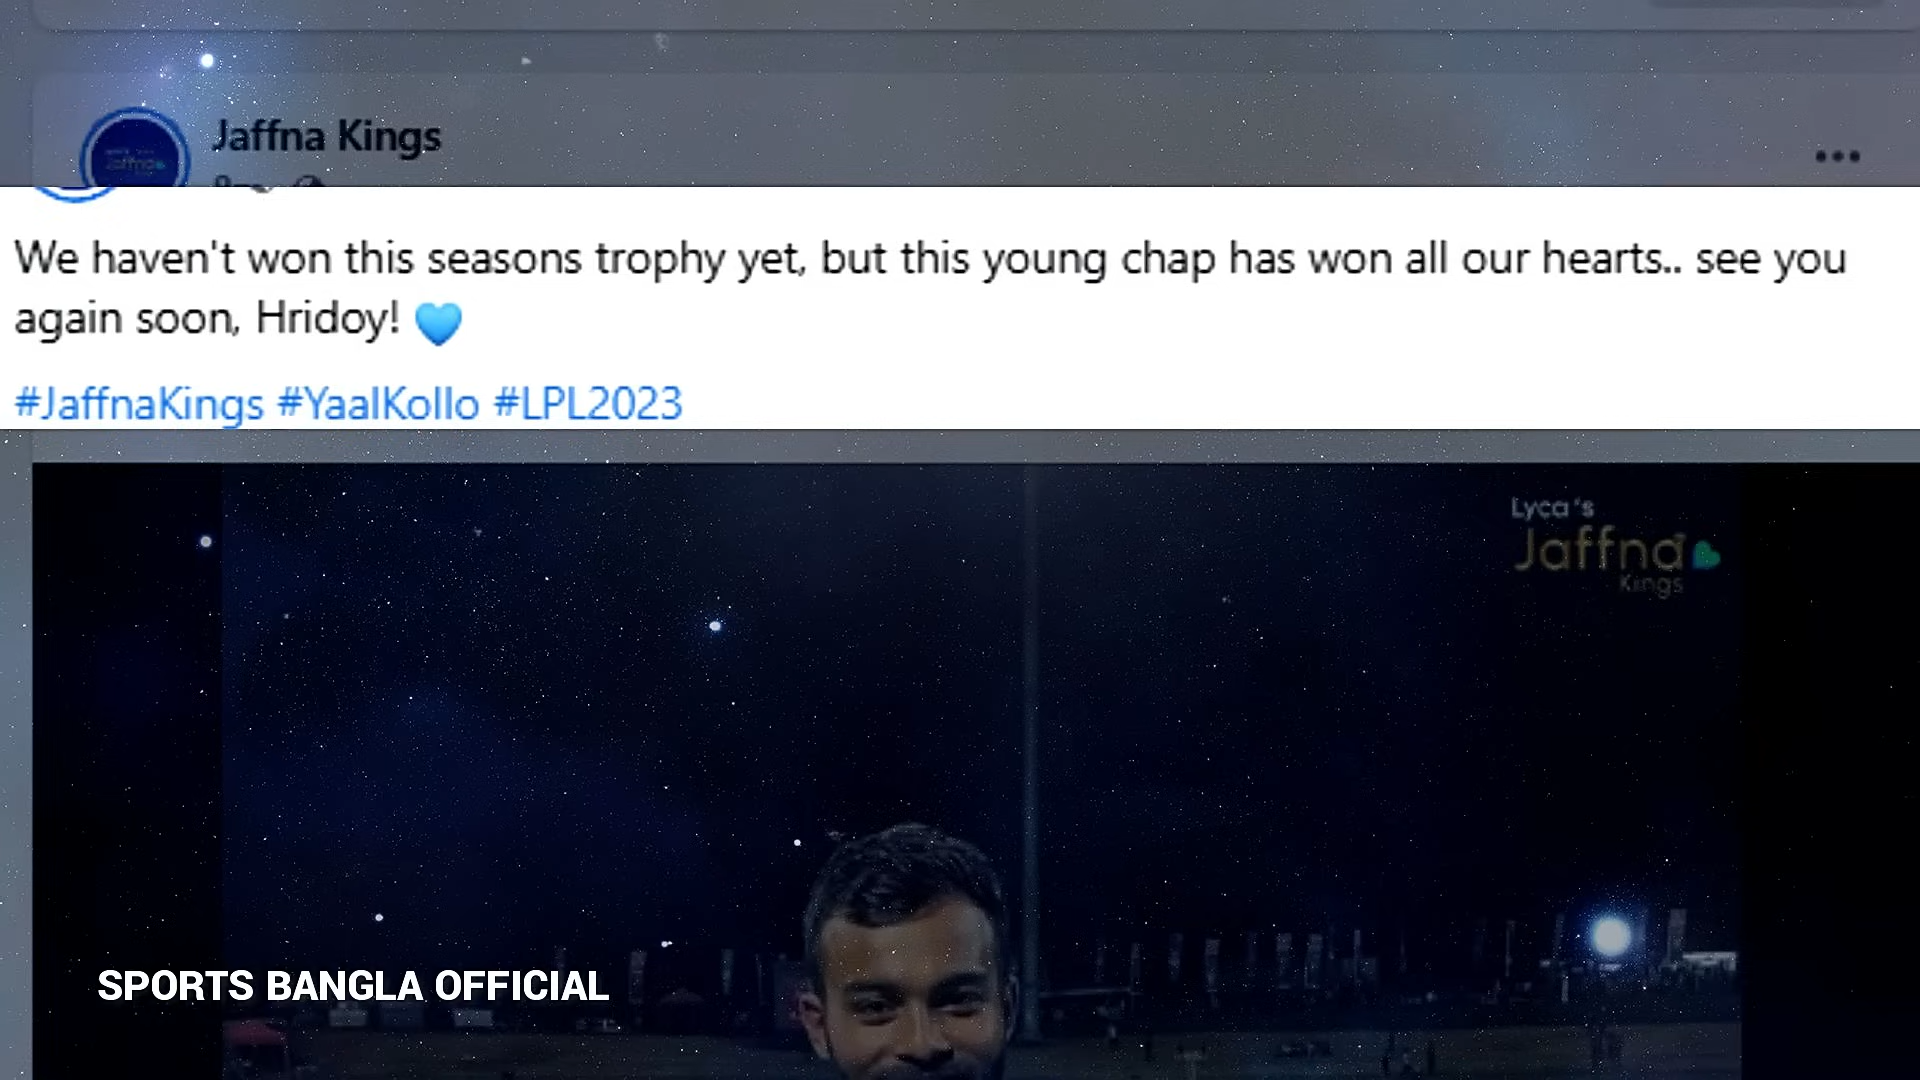 Jaffna Kings
We haven't won this seasons trophy yet, but this young chap has won all our hearts.. see you
again soon, Hridoy! 💙
#JaffnaKings #YaalKollo #LPL2023
Lyca's
Jaffna
Kings
SPORTS BANGLA OFFICIAL